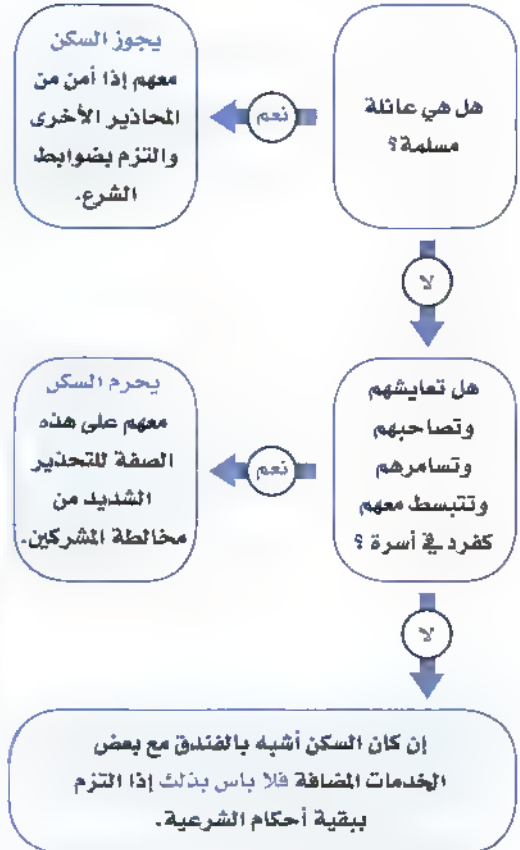 هل هي عائلة
مسلمة؟
نعم
يجوز السكن
معهم إذا أمن من
المحاذير الأخرى
والتزم بضوابط
الشرع.
لا
هل تعايشهم
وتصاحبهم
وتسامرهم
وتتبسط معهم
كفرد في أسرة ؟
نعم
يحرم السكن
معهم على هذه
الصفة للتحذير
الشديد من
مخالطة المشركين.
لا
إن كان السكن أشبه بالفندق مع بعض
الخدمات المضافة فلا باس بذلك إذا التزم
ببقية أحكام الشرعية.